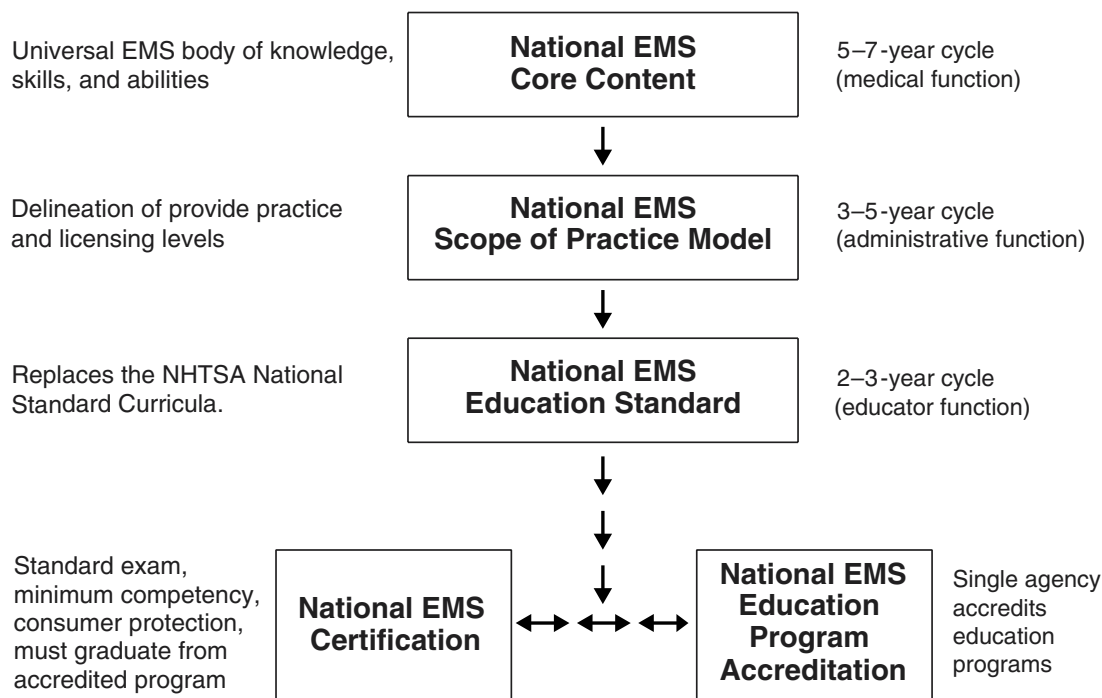 Universal EMS body of knowledge,
skills, and abilities
National EMS
Core Content
5–7-year cycle
(medical function)
Delineation of provide practice
and licensing levels
National EMS
Scope of Practice Model
3–5-year cycle
(administrative function)
Replaces the NHTSA National
Standard Curricula.
National EMS
Education Standard
2–3-year cycle
(educator function)
Standard exam,
minimum competency,
consumer protection,
must graduate from
accredited program
National EMS
Certification
National EMS
Education
Program
Accreditation
Single agency
accredits
education
programs